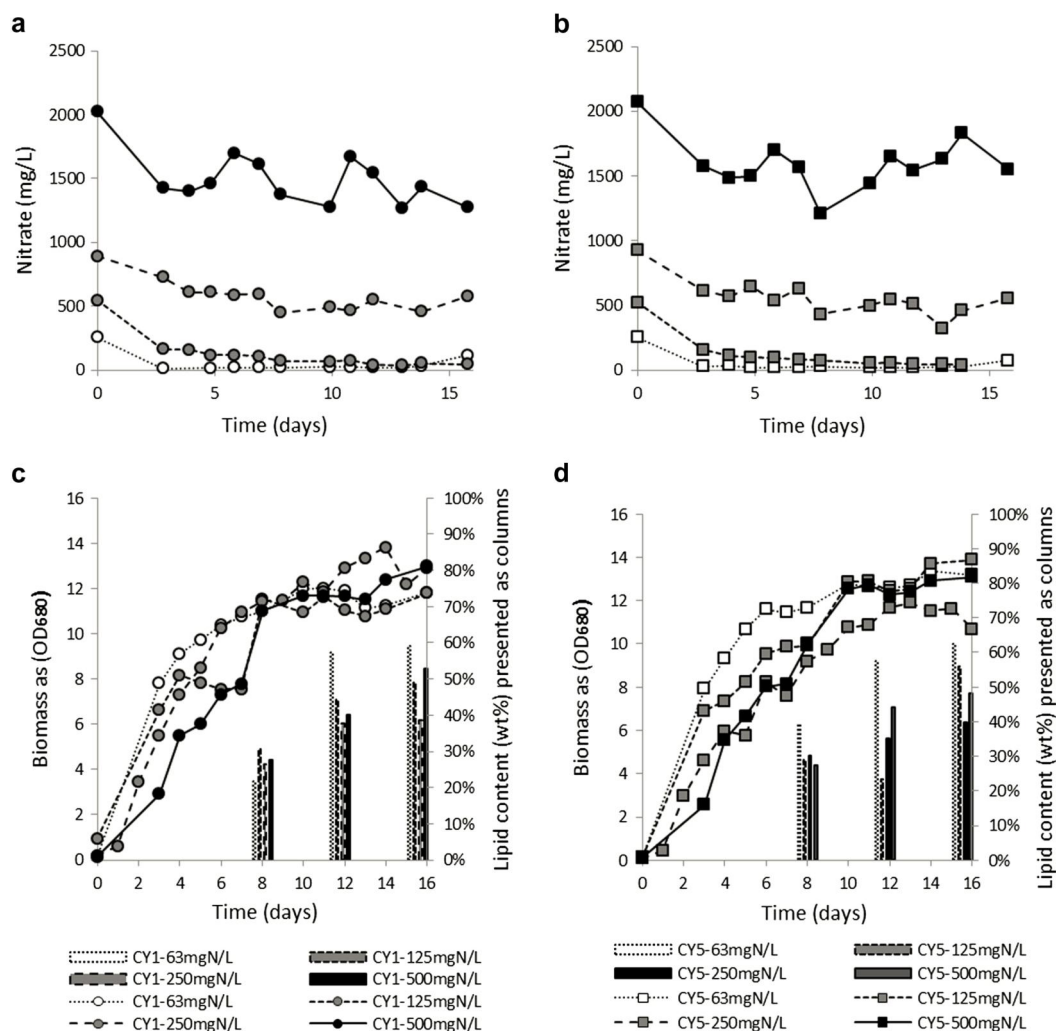 a
2500
2000
1500
1000
500
0
Nitrate (mg/L)
0 5 10 15
Time (days)
b
2500
2000
1500
1000
500
0
Nitrate (mg/L)
0 5 10 15
Time (days)
c
16
14
12
10
8
6
4
2
0
Biomass as (OD680)
100%
90%
80%
70%
60%
50%
40%
30%
20%
10%
0%
Lipid content (wt%) presented as columns
0 2 4 6 8 10 12 14 16
Time (days)
CY1-63mgN/L CY1-125mgN/L
CY1-250mgN/L CY1-500mgN/L
CY1-63mgN/L CY1-125mgN/L
CY1-250mgN/L CY1-500mgN/L
d
16
14
12
10
8
6
4
2
0
Biomass as (OD680)
100%
90%
80%
70%
60%
50%
40%
30%
20%
10%
0%
Lipid content (wt%) presented as columns
0 2 4 6 8 10 12 14 16
Time (days)
CY5-63mgN/L CY5-125mgN/L
CY5-250mgN/L CY5-500mgN/L
CY5-63mgN/L CY5-125mgN/L
CY5-250mgN/L CY5-500mgN/L